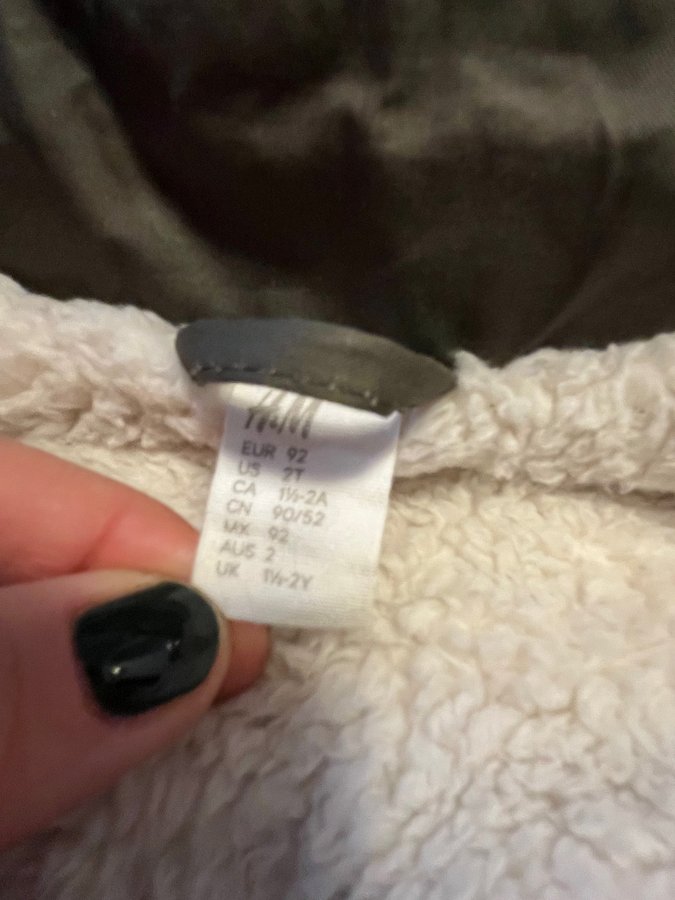 H&M
EUR 92
US 2T
CA 1½-2A
CN 90/52
MX 92
AUS 2
UK 1½-2Y